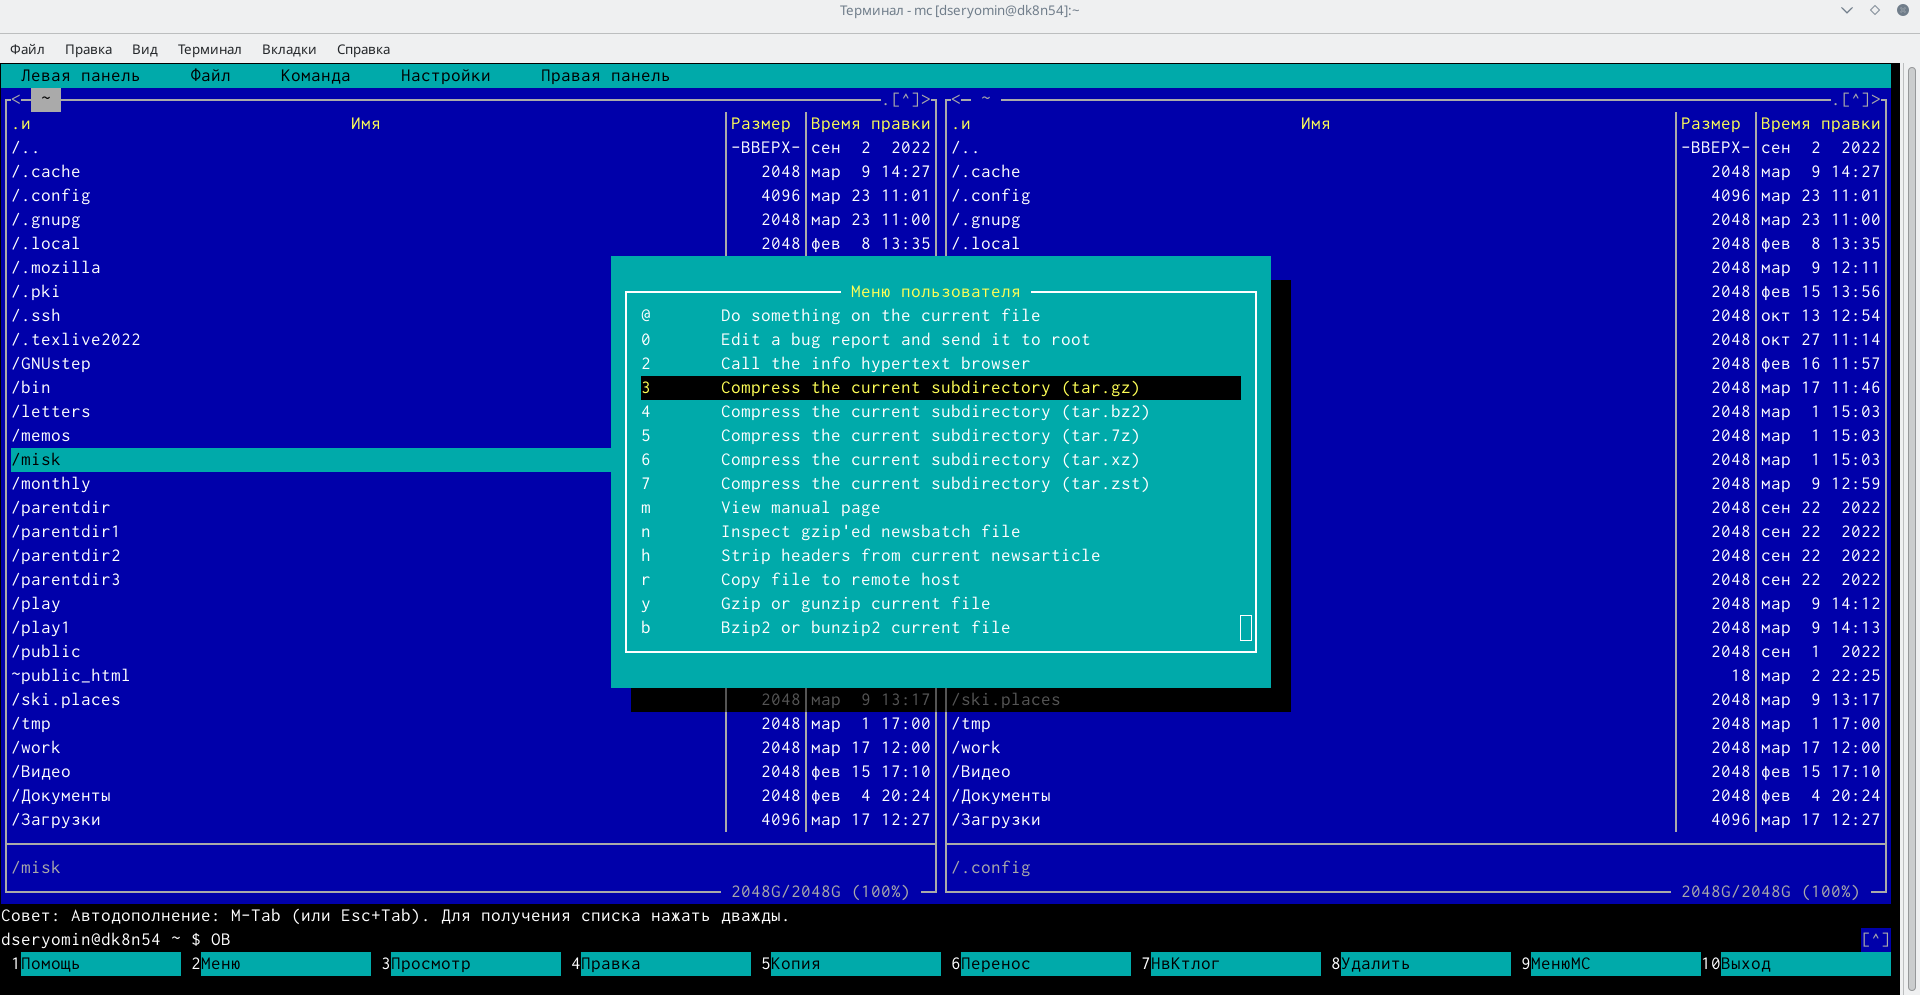 Терминал - mc [dseryomin@dk8n54]:~
Файл Правка Вид Терминал Вкладки Справка
Левая панель Файл Команда Настройки Правая панель
<- ~ .[^]> <- ~ .[^]>
.и Имя Размер Время правки .и Имя Размер Время правки
/.. -ВВЕРХ- сен 2 2022 /.. -ВВЕРХ- сен 2 2022
/.cache 2048 мар 9 14:27 /.cache 2048 мар 9 14:27
/.config 4096 мар 23 11:01 /.config 4096 мар 23 11:01
/.gnupg 2048 мар 23 11:00 /.gnupg 2048 мар 23 11:00
/.local 2048 фев 8 13:35 /.local 2048 фев 8 13:35
/.mozilla 2048 мар 9 12:11
/.pki Меню пользователя 2048 фев 15 13:56
/.ssh @ Do something on the current file 2048 окт 13 12:54
/.texlive2022 0 Edit a bug report and send it to root 2048 окт 27 11:14
/GNUstep 2 Call the info hypertext browser 2048 фев 16 11:57
/bin 3 Compress the current subdirectory (tar.gz) 2048 мар 17 11:46
/letters 4 Compress the current subdirectory (tar.bz2) 2048 мар 1 15:03
/memos 5 Compress the current subdirectory (tar.7z) 2048 мар 1 15:03
/misk 6 Compress the current subdirectory (tar.xz) 2048 мар 1 15:03
/monthly 7 Compress the current subdirectory (tar.zst) 2048 мар 9 12:59
/parentdir m View manual page 2048 сен 22 2022
/parentdir1 n Inspect gzip'ed newsbatch file 2048 сен 22 2022
/parentdir2 h Strip headers from current newsarticle 2048 сен 22 2022
/parentdir3 r Copy file to remote host 2048 сен 22 2022
/play y Gzip or gunzip current file 2048 мар 9 14:12
/play1 b Bzip2 or bunzip2 current file 2048 мар 9 14:13
/public 2048 сен 1 2022
~public_html 18 мар 2 22:25
/ski.places 2048 мар 9 13:17 /ski.places 2048 мар 9 13:17
/tmp 2048 мар 1 17:00 /tmp 2048 мар 1 17:00
/work 2048 мар 17 12:00 /work 2048 мар 17 12:00
/Видео 2048 фев 15 17:10 /Видео 2048 фев 15 17:10
/Документы 2048 фев 4 20:24 /Документы 2048 фев 4 20:24
/Загрузки 4096 мар 17 12:27 /Загрузки 4096 мар 17 12:27
/misk /.config
2048G/2048G (100%) 2048G/2048G (100%)
Совет: Автодополнение: M-Tab (или Esc+Tab). Для получения списка нажать дважды.
dseryomin@dk8n54 ~ $ OB [^]
1Помощь 2Меню 3Просмотр 4Правка 5Копия 6Перенос 7НвКтлог 8Удалить 9МенюMC 10Выход